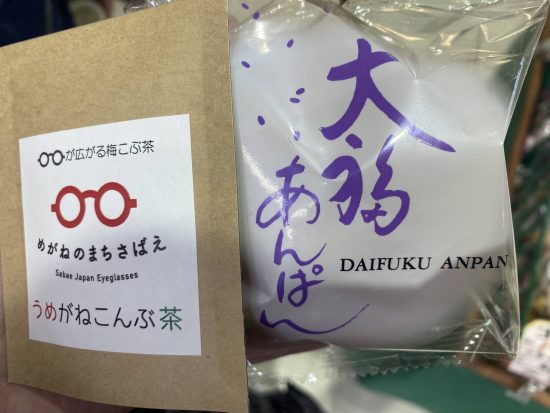 が広がる梅こぶ茶
めがねのまちさばえ
Sabae Japan Eyeglasses
うめがねこんぶ茶
大福
あんぱん
DAIFUKU ANPAN